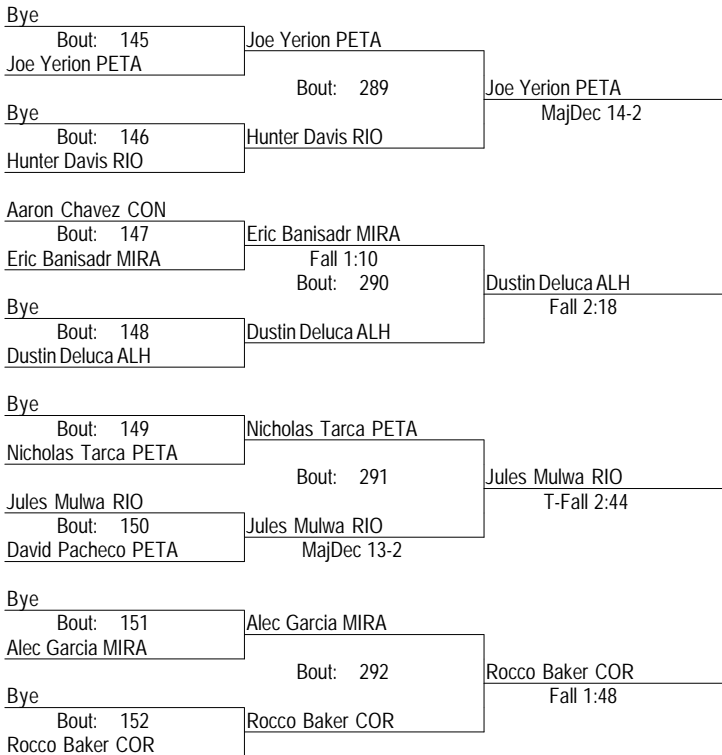 Bye
Bout: 145
Joe Yerion PETA
Joe Yerion PETA
Bout: 289
Joe Yerion PETA
MajDec 14-2
Bye
Bout: 146
Hunter Davis RIO
Hunter Davis RIO
Aaron Chavez CON
Bout: 147
Eric Banisadr MIRA
Eric Banisadr MIRA
Fall 1:10
Bout: 290
Dustin Deluca ALH
Fall 2:18
Bye
Bout: 148
Dustin Deluca ALH
Dustin Deluca ALH
Bye
Bout: 149
Nicholas Tarca PETA
Nicholas Tarca PETA
Bout: 291
Jules Mulwa RIO
T-Fall 2:44
Jules Mulwa RIO
Bout: 150
Jules Mulwa RIO
David Pacheco PETA
MajDec 13-2
Bye
Bout: 151
Alec Garcia MIRA
Alec Garcia MIRA
Bout: 292
Rocco Baker COR
Fall 1:48
Bye
Bout: 152
Rocco Baker COR
Rocco Baker COR